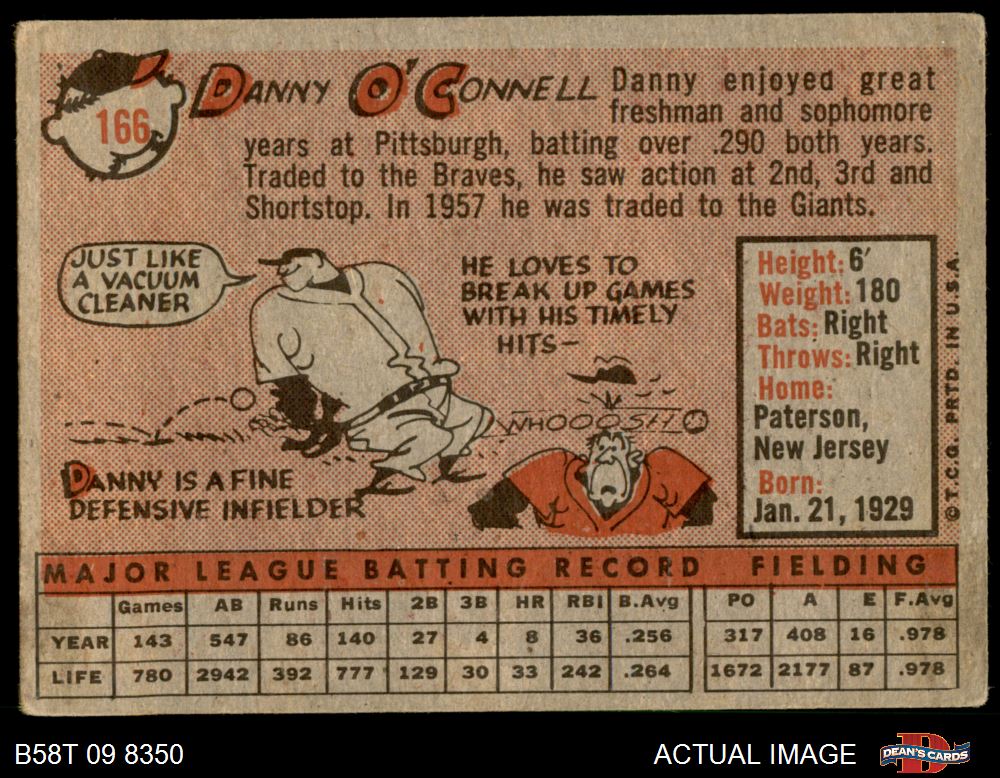 166
DANNY O'CONNELL
Danny enjoyed great
freshman and sophomore
years at Pittsburgh, batting over .290 both years.
Traded to the Braves, he saw action at 2nd, 3rd and
Shortstop. In 1957 he was traded to the Giants.
JUST LIKE
A VACUUM
CLEANER
DANNY IS A FINE
DEFENSIVE INFIELDER
HE LOVES TO
BREAK UP GAMES
WITH HIS TIMELY
HITS—
WHOOOSH
Height: 6'
Weight: 180
Bats: Right
Throws: Right
Home:
Paterson,
New Jersey
Born:
Jan. 21, 1929
© T.C.G. PRTD. IN U.S.A.
MAJOR LEAGUE BATTING RECORD FIELDING
Games AB Runs Hits 2B 3B HR RBI B.Avg PO A E F.Avg
YEAR 143 547 86 140 27 4 8 36 .256 317 408 16 .978
LIFE 780 2942 392 777 129 30 33 242 .264 1672 2177 87 .978
B58T 09 8350
ACTUAL IMAGE
DEAN'S CARDS